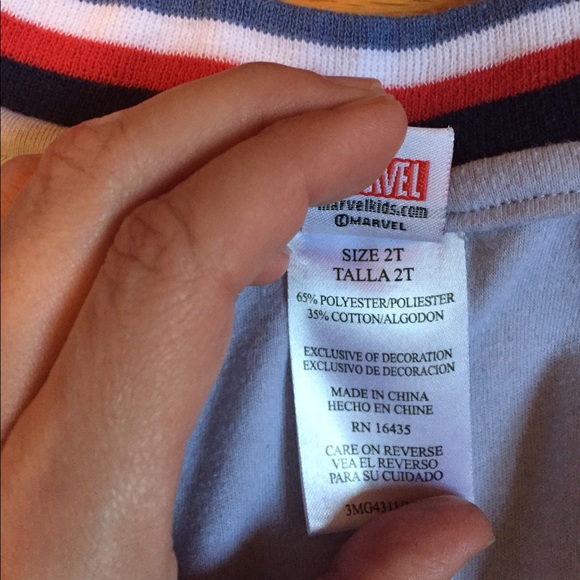 marvelkids.com
©MARVEL
SIZE 2T
TALLA 2T
65% POLYESTER/POLIESTER
35% COTTON/ALGODON
EXCLUSIVE OF DECORATION
EXCLUSIVO DE DECORACION
MADE IN CHINA
HECHO EN CHINE
RN 16435
CARE ON REVERSE
VEA EL REVERSO
PARA SU CUIDADO